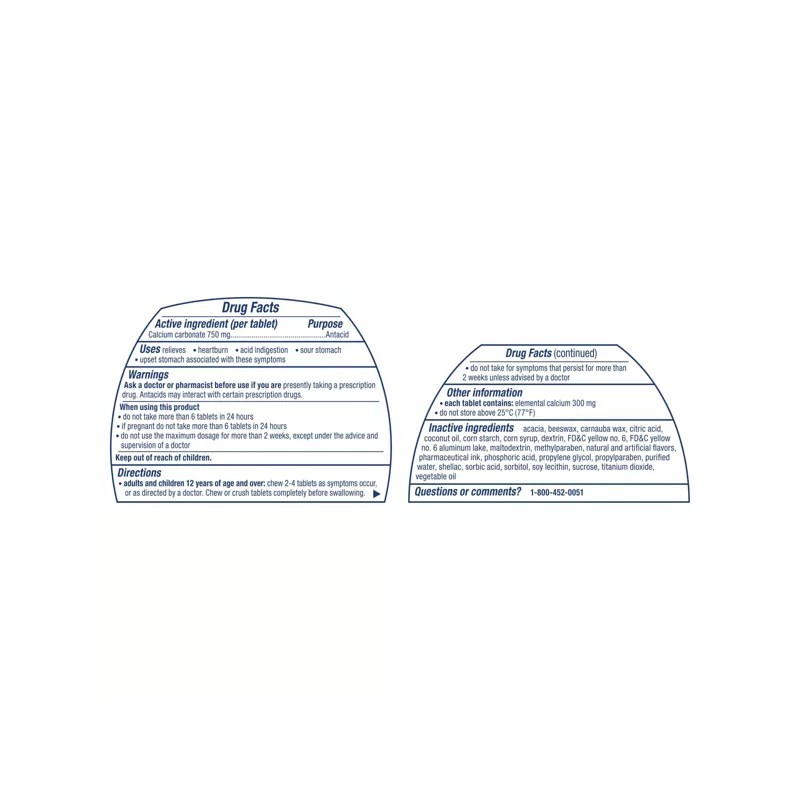 Drug Facts
Active ingredient (per tablet) Purpose
Calcium carbonate 750 mg..............................................Antacid
Uses relieves • heartburn • acid indigestion • sour stomach
• upset stomach associated with these symptoms
Warnings
Ask a doctor or pharmacist before use if you are presently taking a prescription
drug. Antacids may interact with certain prescription drugs.
When using this product
• do not take more than 6 tablets in 24 hours
• if pregnant do not take more than 6 tablets in 24 hours
• do not use the maximum dosage for more than 2 weeks, except under the advice and
supervision of a doctor
Keep out of reach of children.
Directions
• adults and children 12 years of age and over: chew 2-4 tablets as symptoms occur,
or as directed by a doctor. Chew or crush tablets completely before swallowing.
Drug Facts (continued)
• do not take for symptoms that persist for more than
2 weeks unless advised by a doctor
Other information
• each tablet contains: elemental calcium 300 mg
• do not store above 25°C (77°F)
Inactive ingredients acacia, beeswax, carnauba wax, citric acid,
coconut oil, corn starch, corn syrup, dextrin, FD&C yellow no. 6, FD&C yellow
no. 6 aluminum lake, maltodextrin, methylparaben, natural and artificial flavors,
pharmaceutical ink, phosphoric acid, propylene glycol, propylparaben, purified
water, shellac, sorbic acid, sorbitol, soy lecithin, sucrose, titanium dioxide,
vegetable oil
Questions or comments? 1-800-452-0051